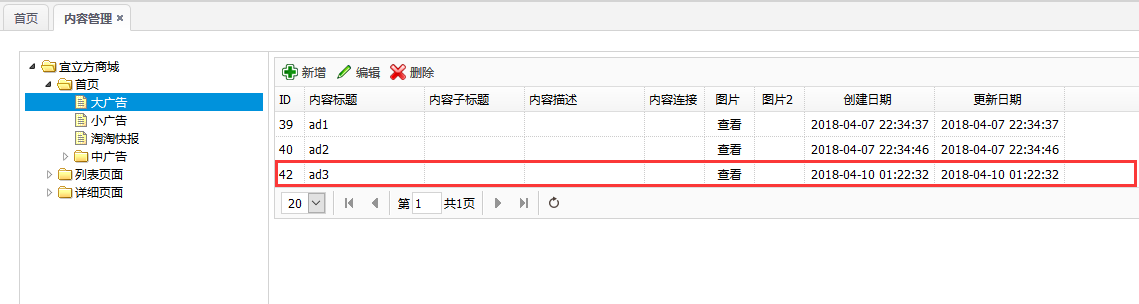 首页 内容管理
宜立方商城
首页
大广告
小广告
淘淘快报
中广告
列表页面
详细页面
新增 编辑 删除
ID 内容标题 内容子标题 内容描述 内容连接 图片 图片2 创建日期 更新日期
39 ad1 查看 2018-04-07 22:34:37 2018-04-07 22:34:37
40 ad2 查看 2018-04-07 22:34:46 2018-04-07 22:34:46
42 ad3 查看 2018-04-10 01:22:32 2018-04-10 01:22:32
20 第 1 共1页